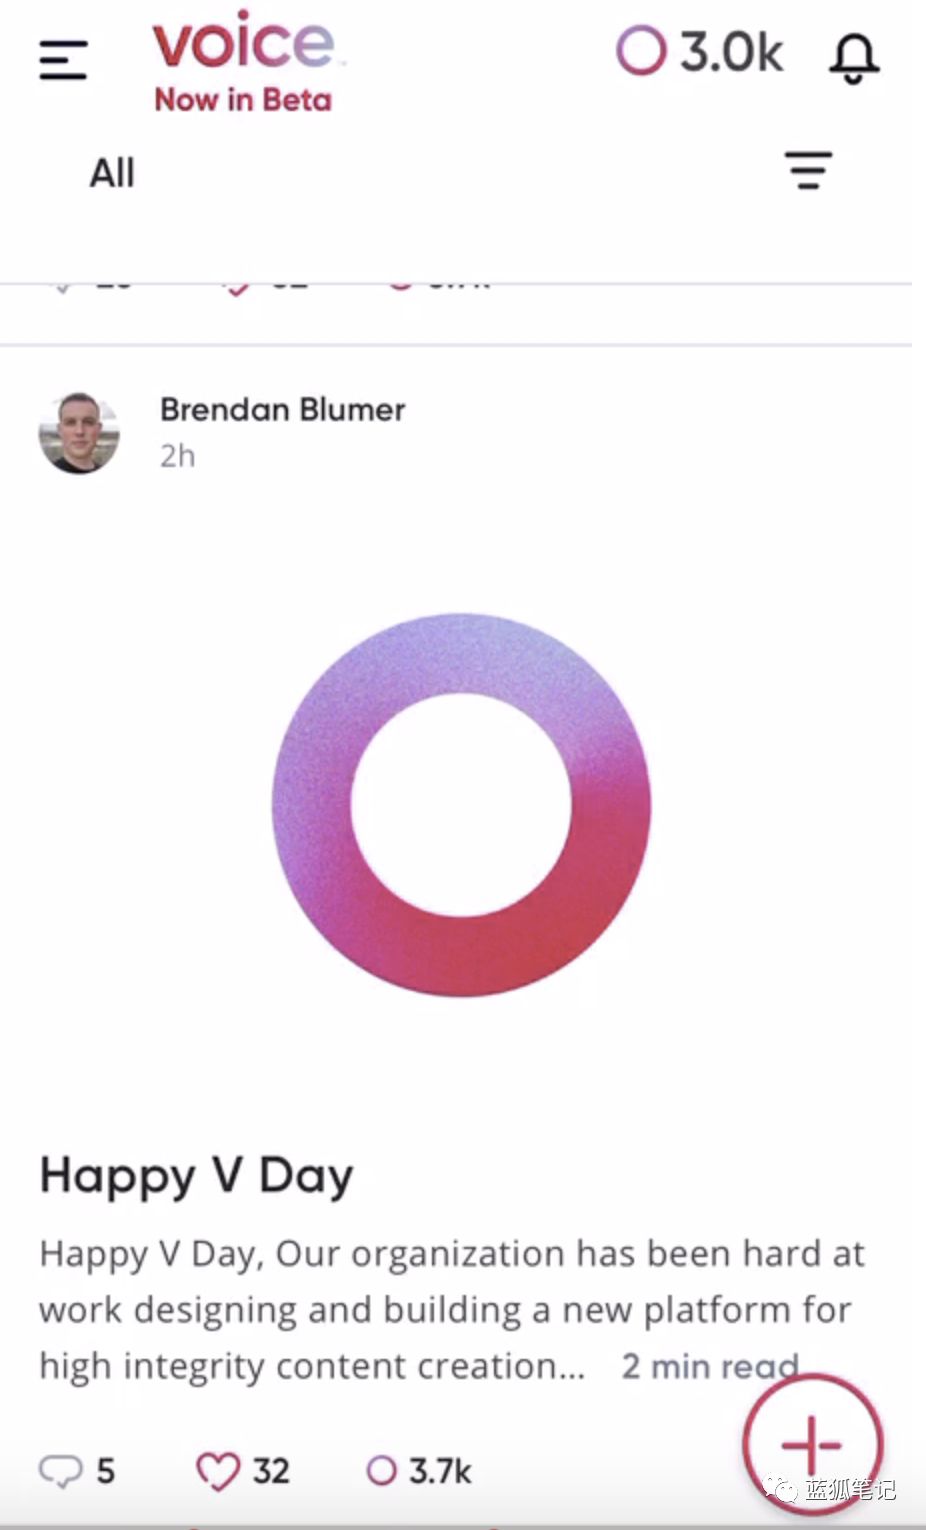 voice
3.0k
Now in Beta
All
Brendan Blumer
2h
Happy V Day
Happy V Day, Our organization has been hard at
work designing and building a new platform for
high integrity content creation... 2 min read
5 32 3.7k
蓝狐笔记